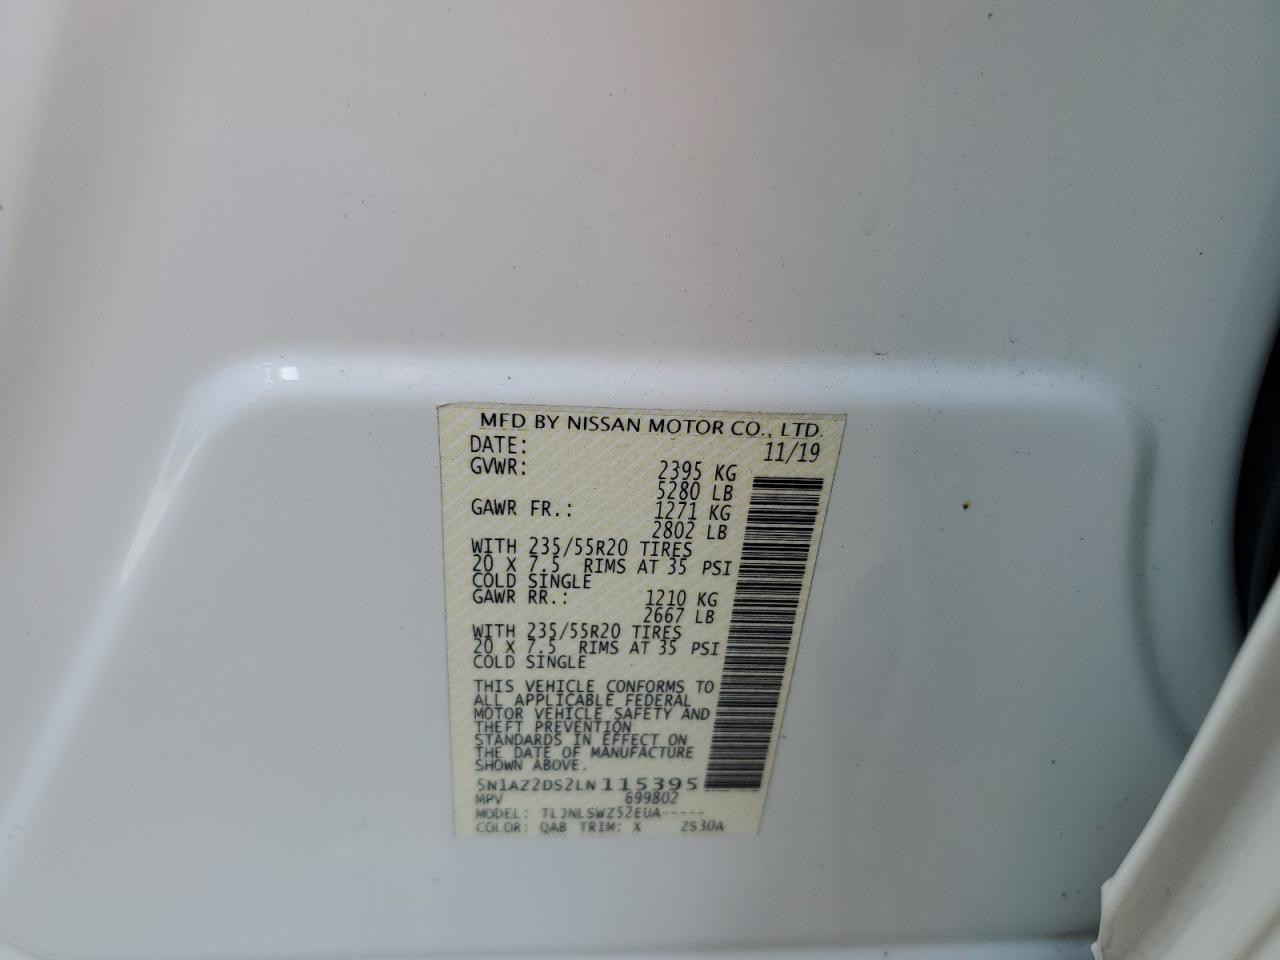 MFD BY NISSAN MOTOR CO., LTD.
DATE: 11/19
GVWR: 2395 KG
5280 LB
GAWR FR.: 1271 KG
2802 LB
WITH 235/55R20 TIRES
20 X 7.5 RIMS AT 35 PSI
COLD SINGLE
GAWR RR.: 1210 KG
2667 LB
WITH 235/55R20 TIRES
20 X 7.5 RIMS AT 35 PSI
COLD SINGLE
THIS VEHICLE CONFORMS TO
ALL APPLICABLE FEDERAL
MOTOR VEHICLE SAFETY AND
THEFT PREVENTION
STANDARDS IN EFFECT ON
THE DATE OF MANUFACTURE
SHOWN ABOVE.
5N1AZ2DS2LN115395
MPV 699802
MODEL: TLJNLSWZ52EUA-----
COLOR: QAB TRIM: X ZS30A